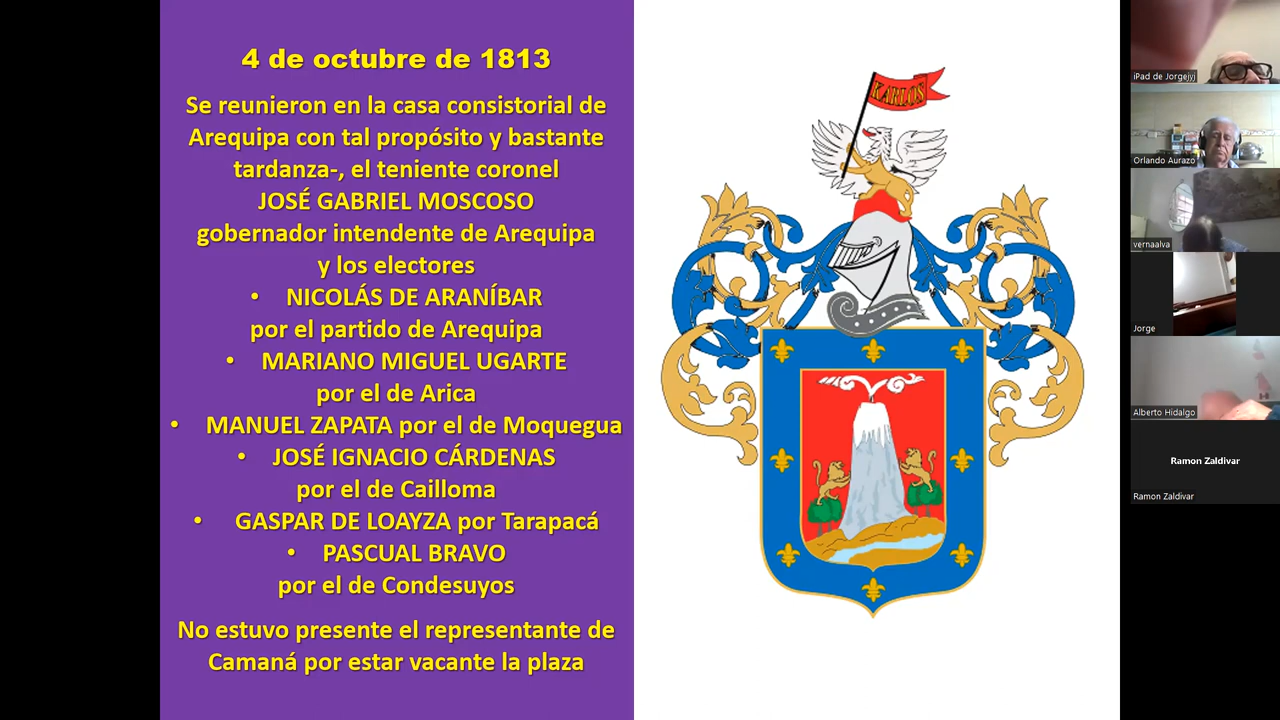 4 de octubre de 1813
Se reunieron en la casa consistorial de
Arequipa con tal propósito y bastante
tardanza-, el teniente coronel
JOSÉ GABRIEL MOSCOSO
gobernador intendente de Arequipa
y los electores
• NICOLÁS DE ARANÍBAR
por el partido de Arequipa
• MARIANO MIGUEL UGARTE
por el de Arica
• MANUEL ZAPATA por el de Moquegua
• JOSÉ IGNACIO CÁRDENAS
por el de Cailloma
• GASPAR DE LOAYZA por Tarapacá
• PASCUAL BRAVO
por el de Condesuyos
No estuvo presente el representante de
Camaná por estar vacante la plaza
KARLOS
iPad de Jorgejyj
Orlando Aurazo
vernaalva
Jorge
Alberto Hidalgo
Ramon Zaldivar
Ramon Zaldivar